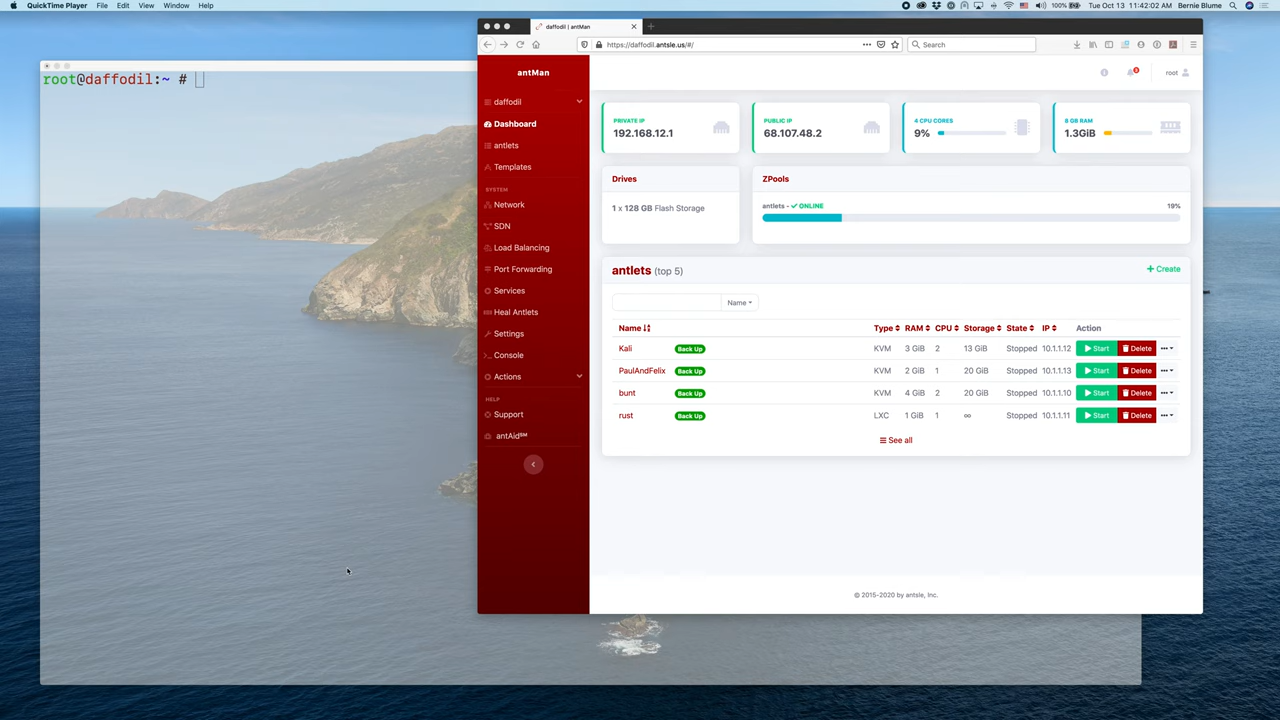 QuickTime Player File Edit View Window Help 100% Tue Oct 13 11:42:02 AM Bernie Blume
daffodil | antMan
https://daffodil.antsle.us/#/ Search
root@daffodil:~ #
antMan
daffodil
Dashboard
antlets
Templates
SYSTEM
Network
SDN
Load Balancing
Port Forwarding
Services
Heal Antlets
Settings
Console
Actions
HELP
Support
antAid℠
root
PRIVATE IP
192.168.12.1
PUBLIC IP
68.107.48.2
4 CPU CORES
9%
8 GB RAM
1.3GiB
Drives
1 x 128 GB Flash Storage
ZPools
antlets - ✓ ONLINE 19%
antlets (top 5) + Create
Name
Name Type RAM CPU Storage State IP Action
Kali Back Up KVM 3 GiB 2 13 GiB Stopped 10.1.1.12 Start Delete
PaulAndFelix Back Up KVM 2 GiB 1 20 GiB Stopped 10.1.1.13 Start Delete
bunt Back Up KVM 4 GiB 2 20 GiB Stopped 10.1.1.10 Start Delete
rust Back Up LXC 1 GiB 1 ∞ Stopped 10.1.1.11 Start Delete
See all
© 2015-2020 by antsle, Inc.